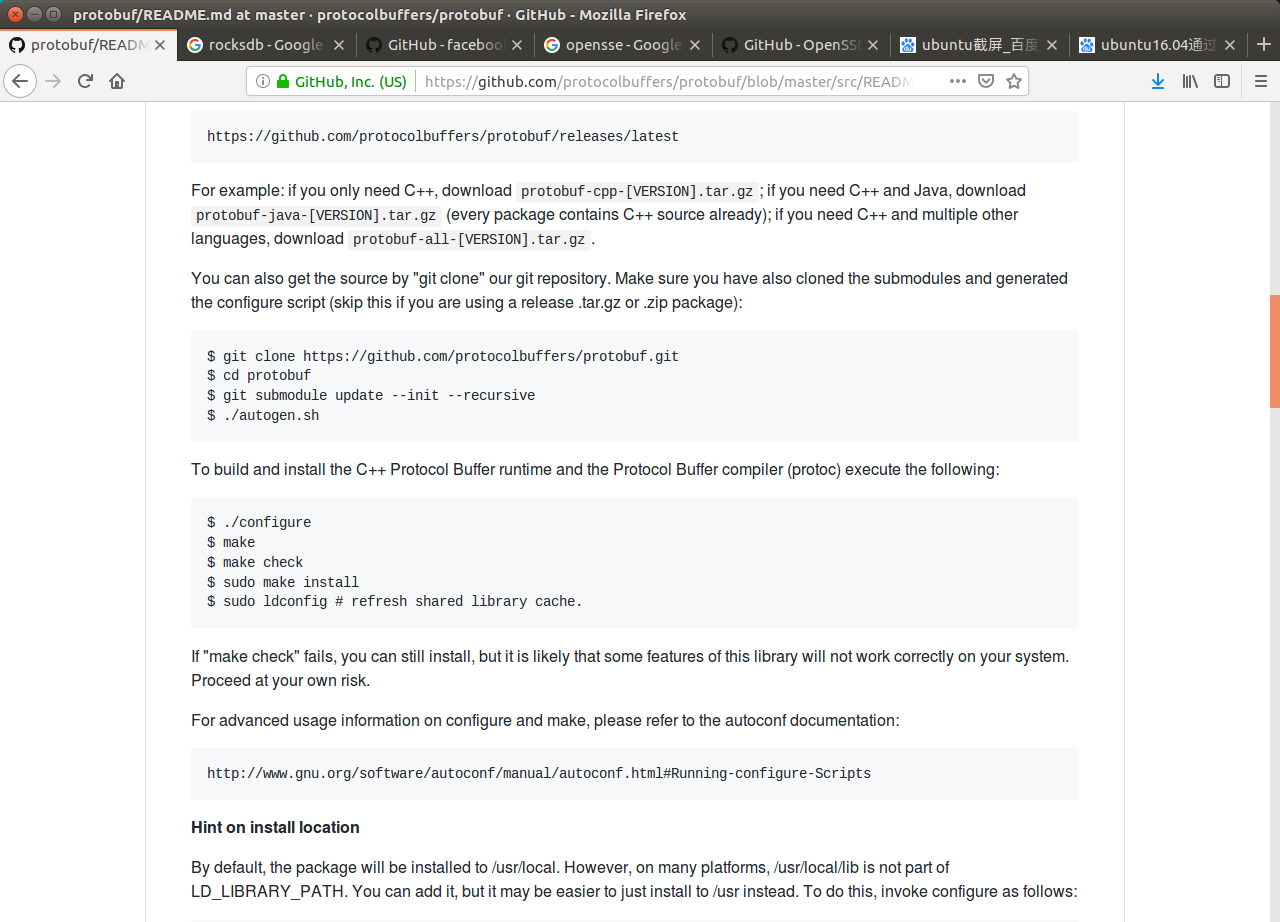 protobuf/README.md at master · protocolbuffers/protobuf · GitHub - Mozilla Firefox
protobuf/READM
rocksdb - Google
GitHub - faceboo
opensse - Google
GitHub - OpenSSE
ubuntu截屏_百度
ubuntu16.04通过
GitHub, Inc. (US)
https://github.com/protocolbuffers/protobuf/blob/master/src/READM
https://github.com/protocolbuffers/protobuf/releases/latest
For example: if you only need C++, download protobuf-cpp-[VERSION].tar.gz ; if you need C++ and Java, download
protobuf-java-[VERSION].tar.gz (every package contains C++ source already); if you need C++ and multiple other
languages, download protobuf-all-[VERSION].tar.gz .
You can also get the source by "git clone" our git repository. Make sure you have also cloned the submodules and generated
the configure script (skip this if you are using a release .tar.gz or .zip package):
$ git clone https://github.com/protocolbuffers/protobuf.git
$ cd protobuf
$ git submodule update --init --recursive
$ ./autogen.sh
To build and install the C++ Protocol Buffer runtime and the Protocol Buffer compiler (protoc) execute the following:
$ ./configure
$ make
$ make check
$ sudo make install
$ sudo ldconfig # refresh shared library cache.
If "make check" fails, you can still install, but it is likely that some features of this library will not work correctly on your system.
Proceed at your own risk.
For advanced usage information on configure and make, please refer to the autoconf documentation:
http://www.gnu.org/software/autoconf/manual/autoconf.html#Running-configure-Scripts
Hint on install location
By default, the package will be installed to /usr/local. However, on many platforms, /usr/local/lib is not part of
LD_LIBRARY_PATH. You can add it, but it may be easier to just install to /usr instead. To do this, invoke configure as follows: